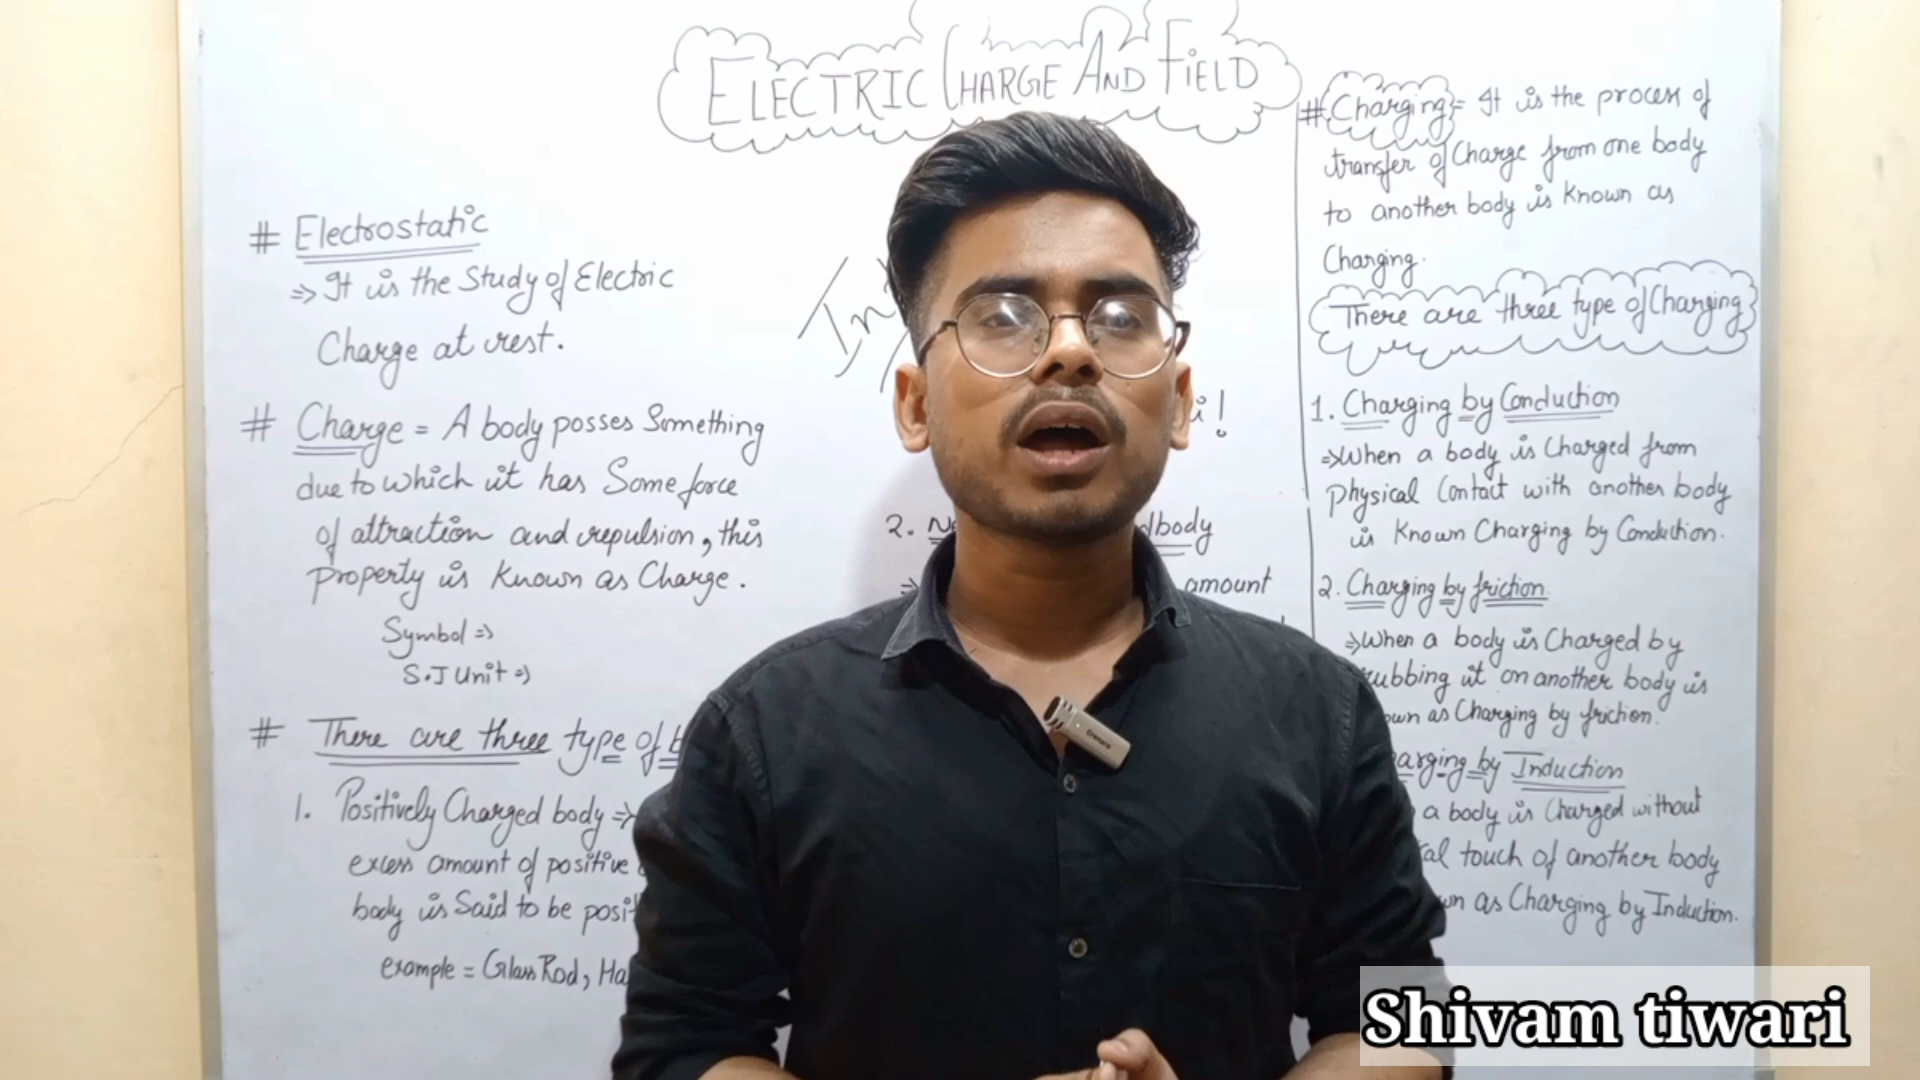 ELECTRIC CHARGE AND FIELD
# Electrostatic
⇒ It is the Study of Electric
Charge at rest.
# Charge = A body posses Something
due to which it has Some force
of attraction and repulsion, this
property is Known as Charge.
Symbol ⇒
S.I Unit ⇒
# There are three type of
1. Positively Charged body ⇒
excess amount of positive
body is Said to be
example = Glass Rod,
2.
body
amount
# Charging = It is the process of
transfer of Charge from one body
to another body is Known as
Charging.
There are three type of Charging
1. Charging by Conduction
⇒ When a body is Charged from
physical Contact with another body
is Known Charging by Conduction.
2. Charging by friction.
⇒ When a body is Charged by
rubbing it on another body is
as Charging by friction.
by Induction
a body is Charged without
touch of another body
as Charging by Induction.
Shivam tiwari